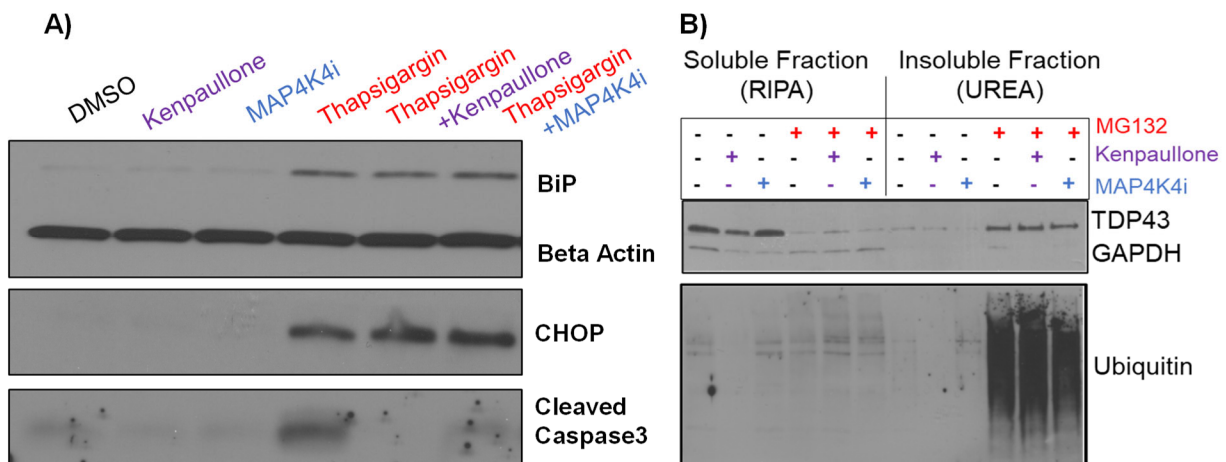 A)
DMSO
Kenpaullone
MAP4K4i
Thapsigargin
Thapsigargin
+Kenpaullone
Thapsigargin
+MAP4K4i
BiP
Beta Actin
CHOP
Cleaved
Caspase3
B)
Soluble Fraction
(RIPA)
Insoluble Fraction
(UREA)
- - - + + + - - - + + + MG132
- + - - + - - + - - + - Kenpaullone
- - + - - + - - + - - + MAP4K4i
TDP43
GAPDH
Ubiquitin